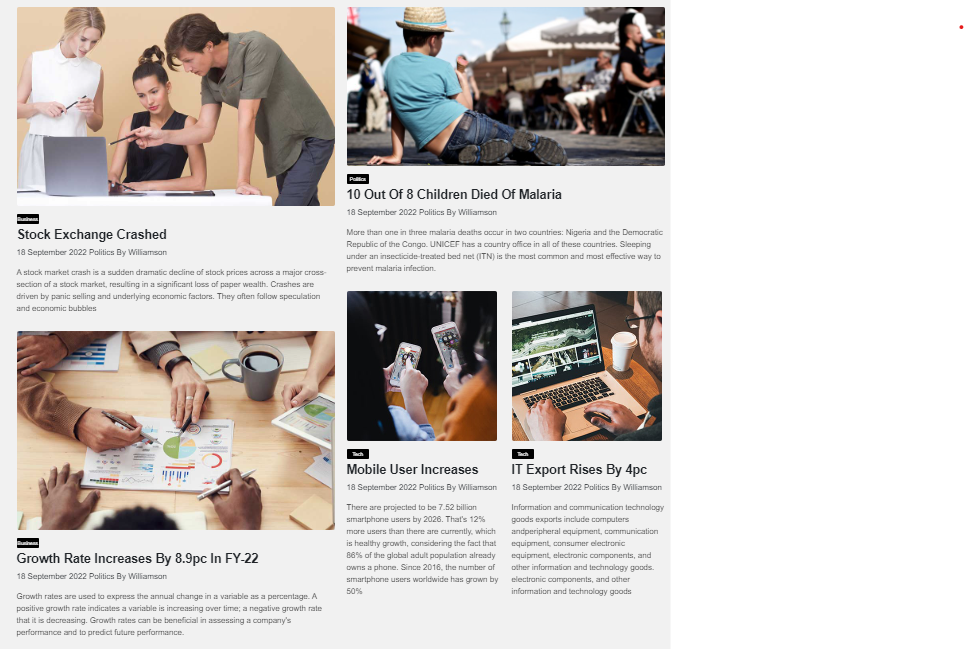 Business
Stock Exchange Crashed
18 September 2022 Politics By Williamson
A stock market crash is a sudden dramatic decline of stock prices across a major cross-
section of a stock market, resulting in a significant loss of paper wealth. Crashes are
driven by panic selling and underlying economic factors. They often follow speculation
and economic bubbles
Business
Growth Rate Increases By 8.9pc In FY-22
18 September 2022 Politics By Williamson
Growth rates are used to express the annual change in a variable as a percentage. A
positive growth rate indicates a variable is increasing over time; a negative growth rate
that it is decreasing. Growth rates can be beneficial in assessing a company's
performance and to predict future performance.
Politics
10 Out Of 8 Children Died Of Malaria
18 September 2022 Politics By Williamson
More than one in three malaria deaths occur in two countries: Nigeria and the Democratic
Republic of the Congo. UNICEF has a country office in all of these countries. Sleeping
under an insecticide-treated bed net (ITN) is the most common and most effective way to
prevent malaria infection.
Tech
Mobile User Increases
18 September 2022 Politics By Williamson
There are projected to be 7.52 billion
smartphone users by 2026. That's 12%
more users than there are currently, which
is healthy growth, considering the fact that
86% of the global adult population already
owns a phone. Since 2016, the number of
smartphone users worldwide has grown by
50%
Tech
IT Export Rises By 4pc
18 September 2022 Politics By Williamson
Information and communication technology
goods exports include computers
andperipheral equipment, communication
equipment, consumer electronic
equipment, electronic components, and
other information and technology goods.
electronic components, and other
information and technology goods